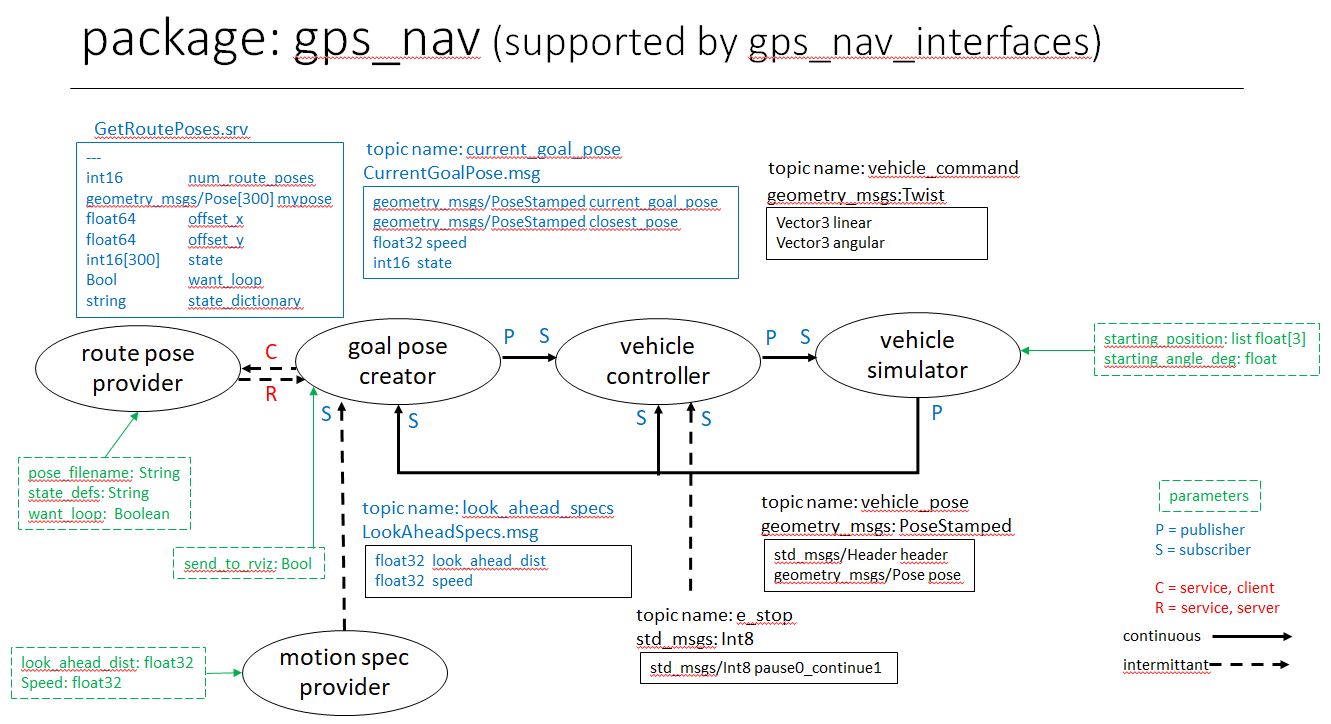 package: gps_nav (supported by gps_nav_interfaces)
GetRoutePoses.srv
---
int16 num_route_poses
geometry_msgs/Pose[300] mypose
float64 offset_x
float64 offset_y
int16[300] state
Bool want_loop
string state_dictionary
topic name: current_goal_pose
CurrentGoalPose.msg
geometry_msgs/PoseStamped current_goal_pose
geometry_msgs/PoseStamped closest_pose
float32 speed
int16 state
topic name: vehicle_command
geometry_msgs:Twist
Vector3 linear
Vector3 angular
route pose
provider
C
R
goal pose
creator
P S
vehicle
controller
P S
vehicle
simulator
starting_position: list float[3]
starting_angle_deg: float
S
S
S
S
P
pose_filename: String
state_defs: String
want_loop: Boolean
send_to_rviz: Bool
topic name: look_ahead_specs
LookAheadSpecs.msg
float32 look_ahead_dist
float32 speed
topic name: vehicle_pose
geometry_msgs: PoseStamped
std_msgs/Header header
geometry_msgs/Pose pose
topic name: e_stop
std_msgs: Int8
std_msgs/Int8 pause0_continue1
look_ahead_dist: float32
Speed: float32
motion spec
provider
parameters
P = publisher
S = subscriber
C = service, client
R = service, server
continuous
intermittant